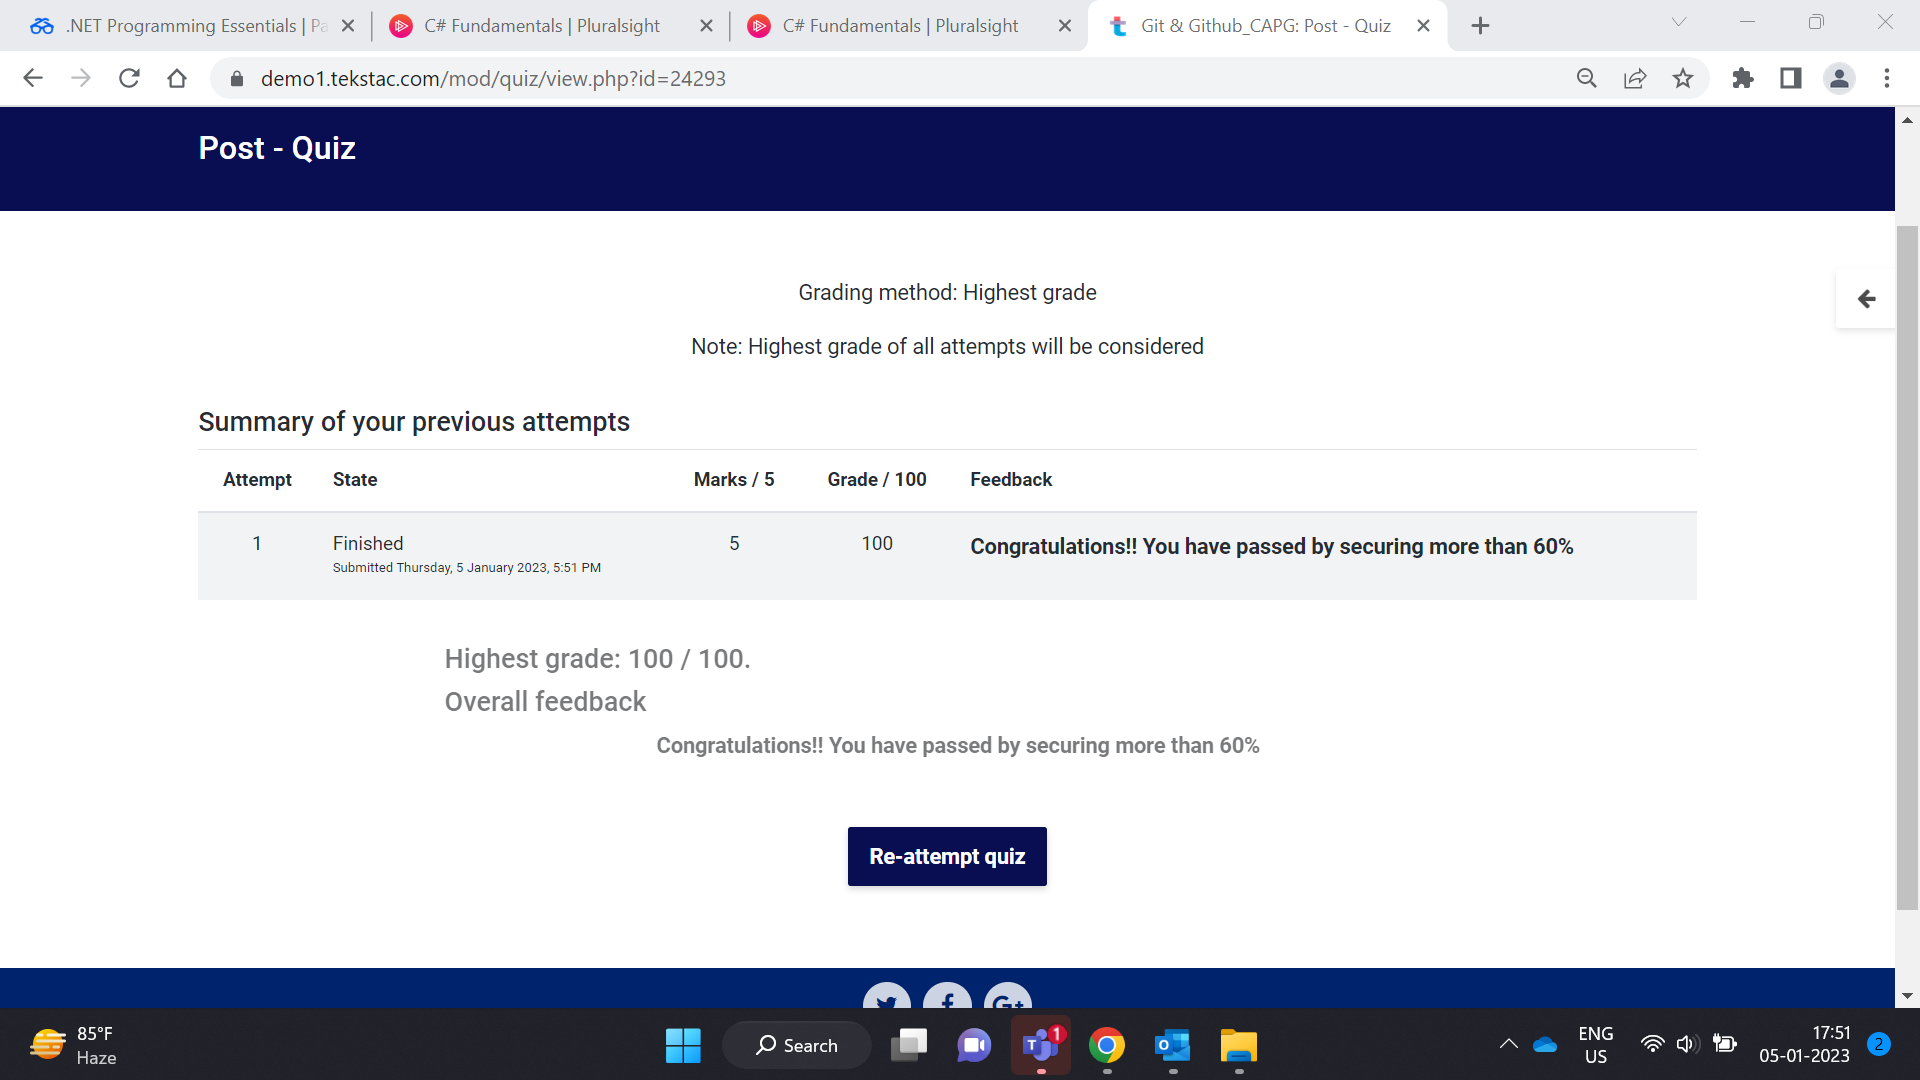 .NET Programming Essentials | Pa
C# Fundamentals | Pluralsight
C# Fundamentals | Pluralsight
Git & Github_CAPG: Post - Quiz
demo1.tekstac.com/mod/quiz/view.php?id=24293
Post - Quiz
Grading method: Highest grade
Note: Highest grade of all attempts will be considered
Summary of your previous attempts
Attempt State Marks / 5 Grade / 100 Feedback
1 Finished 5 100 Congratulations!! You have passed by securing more than 60%
Submitted Thursday, 5 January 2023, 5:51 PM
Highest grade: 100 / 100.
Overall feedback
Congratulations!! You have passed by securing more than 60%
Re-attempt quiz
G+
85°F
Haze
Search
1
ENG
US
17:51
05-01-2023
2